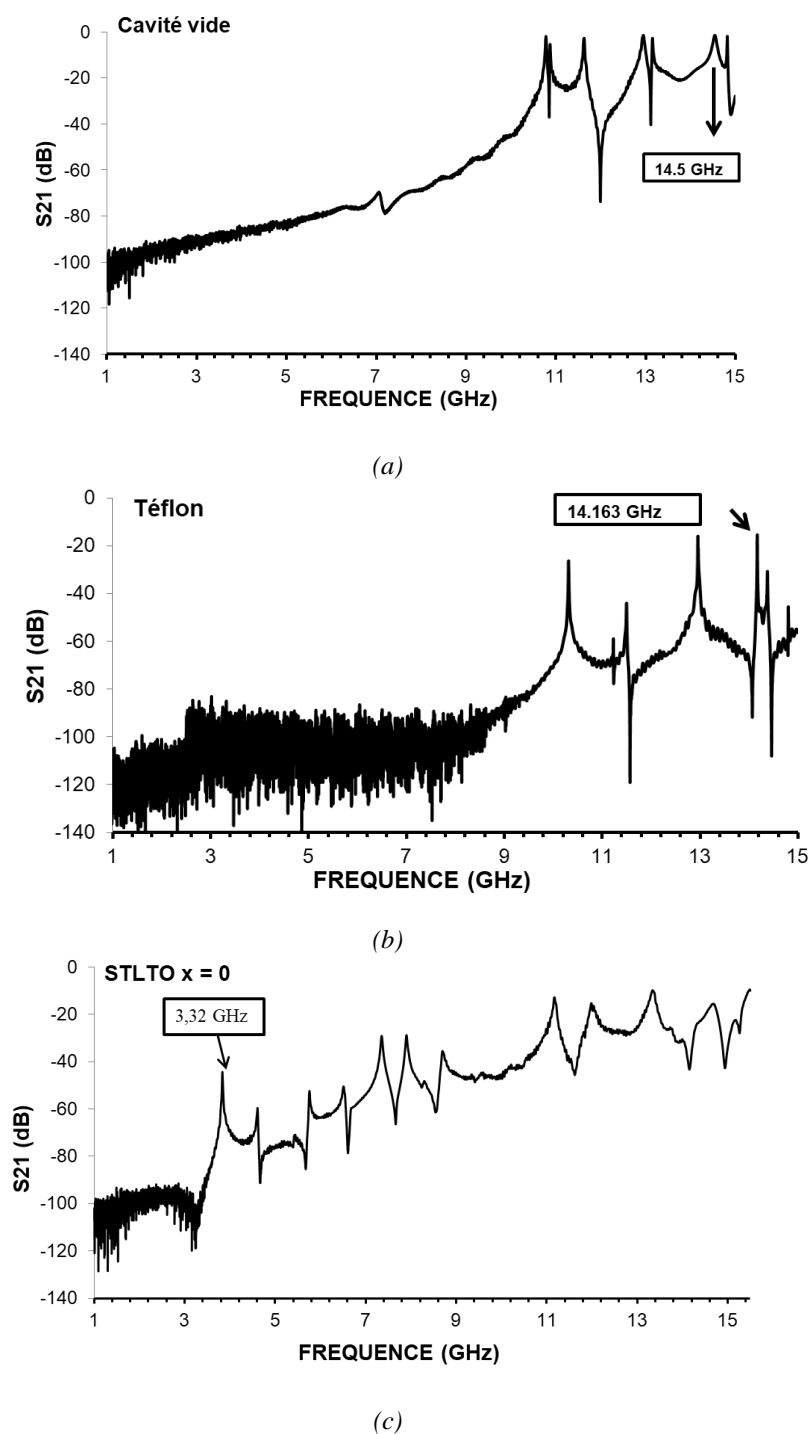 Cavité vide
0
-20
-40
-60
-80
-100
-120
-140
S21 (dB)
14.5 GHz
1 3 5 7 9 11 13 15
FREQUENCE (GHz)
(a)
Téflon
14.163 GHz
0
-20
-40
-60
-80
-100
-120
-140
S21 (dB)
1 3 5 7 9 11 13 15
FREQUENCE (GHz)
(b)
STLTO x = 0
3,32 GHz
0
-20
-40
-60
-80
-100
-120
-140
S21 (dB)
1 3 5 7 9 11 13 15
FREQUENCE (GHz)
(c)